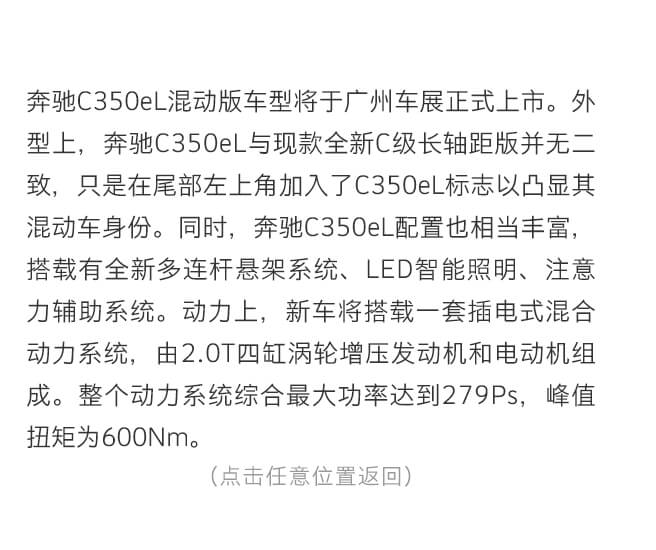 奔驰C350eL混动版车型将于广州车展正式上市。外
型上，奔驰C350eL与现款全新C级长轴距版并无二
致，只是在尾部左上角加入了C350eL标志以凸显其
混动车身份。同时，奔驰C350eL配置也相当丰富，
搭载有全新多连杆悬架系统、LED智能照明、注意
力辅助系统。动力上，新车将搭载一套插电式混合
动力系统，由2.0T四缸涡轮增压发动机和电动机组
成。整个动力系统综合最大功率达到279Ps，峰值
扭矩为600Nm。
（点击任意位置返回）